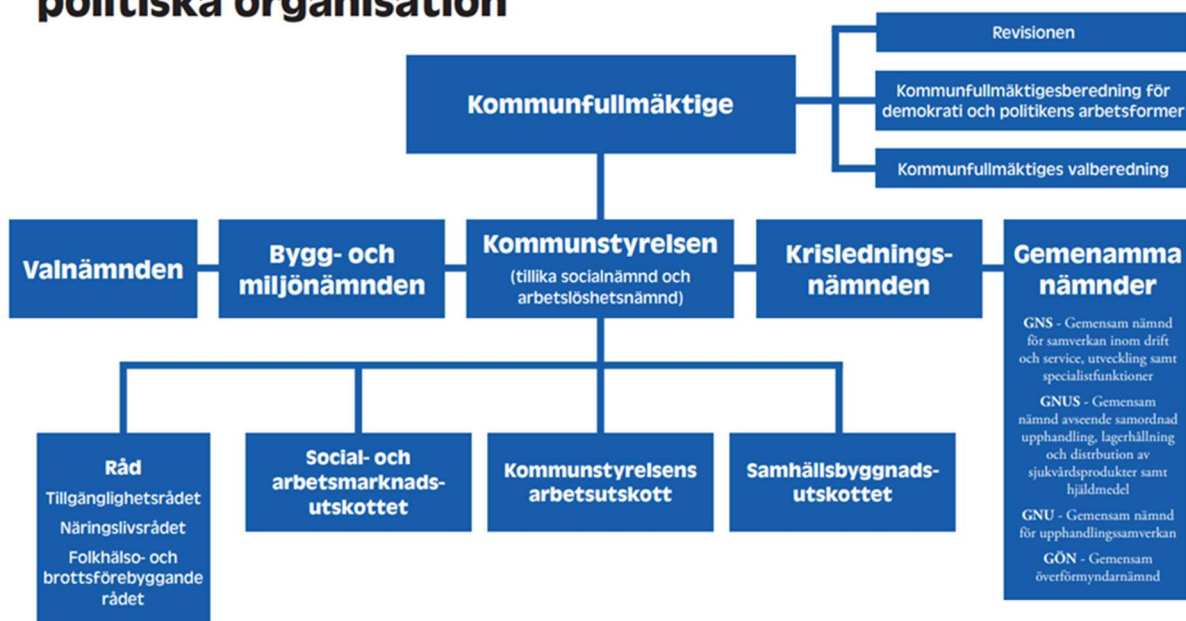 politiska organisation
Revisionen
Kommunfullmäktige
Kommunfullmäktigesberedning för
demokrati och politikens arbetsformer
Kommunfullmäktiges valberedning
Valnämnden
Bygg- och
miljönämnden
Kommunstyrelsen
(tillika socialnämnd och
arbetslöshetsnämnd)
Krislednings-
nämnden
Gemenamma
nämnder
GNS - Gemensam nämnd
för samverkan inom drift
och service, utveckling samt
specialistfunktioner
GNUS - Gemensam
nämnd avseende samordnad
upphandling, lagerhållning
och distrbution av
sjukvårdsprodukter samt
hjäldmedel
GNU - Gemensam nämnd
för upphandlingssamverkan
GÖN - Gemensam
överförmyndarnämnd
Råd
Tillgänglighetsrådet
Näringslivsrådet
Folkhälso- och
brottsförebyggande
rådet
Social- och
arbetsmarknads-
utskottet
Kommunstyrelsens
arbetsutskott
Samhällsbyggnads-
utskottet